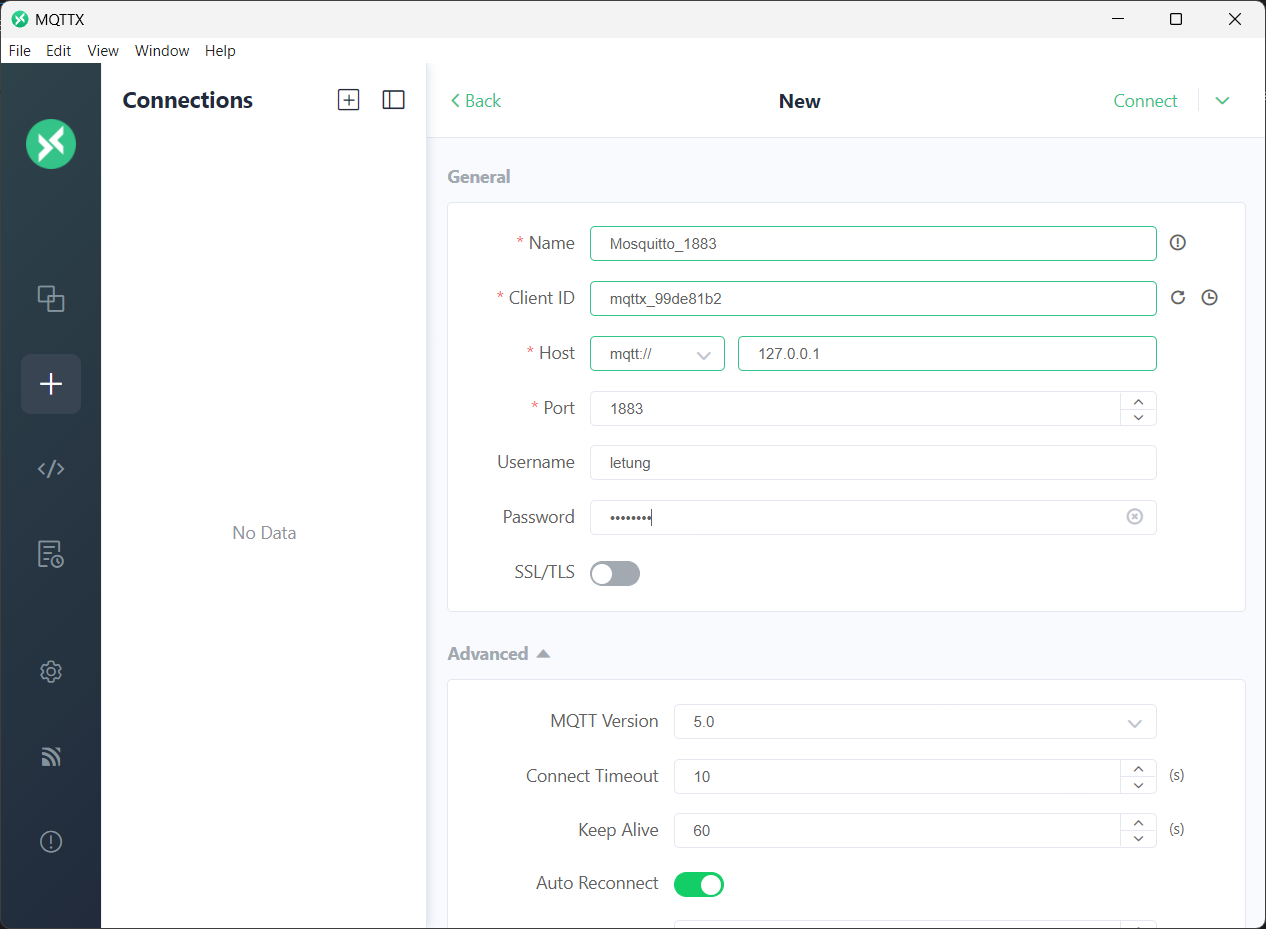 MQTTX
File Edit View Window Help
Connections
Back New Connect
General
* Name Mosquitto_1883
* Client ID mqttx_99de81b2
* Host mqtt:// 127.0.0.1
* Port 1883
Username letung
Password ••••••••
SSL/TLS
No Data
Advanced
MQTT Version 5.0
Connect Timeout 10 (s)
Keep Alive 60 (s)
Auto Reconnect